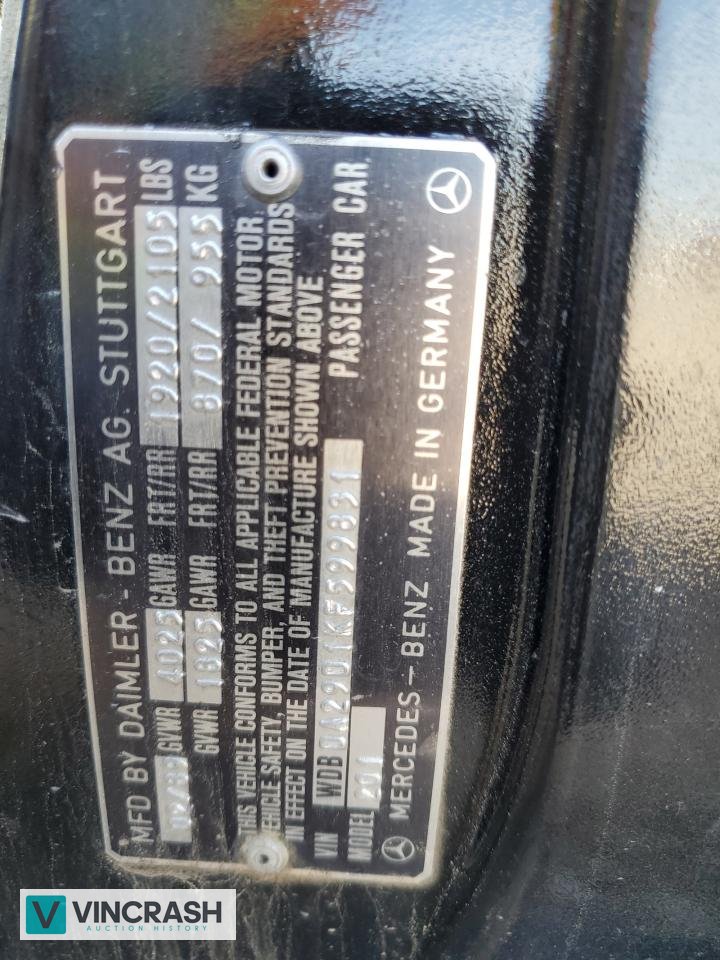 MFD BY DAIMLER - BENZ AG. STUTTGART
02/89 GVWR 4025 GAWR FRT/RR 1920/2105 LBS
GVWR 1825 GAWR FRT/RR 870/ 955 KG
THIS VEHICLE CONFORMS TO ALL APPLICABLE FEDERAL MOTOR
VEHICLE SAFETY, BUMPER, AND THEFT PREVENTION STANDARDS
IN EFFECT ON THE DATE OF MANUFACTURE SHOWN ABOVE
VIN WDB
MODEL 201 PASSENGER CAR.
MERCEDES-BENZ MADE IN GERMANY
V VINCRASH
AUCTION HISTORY